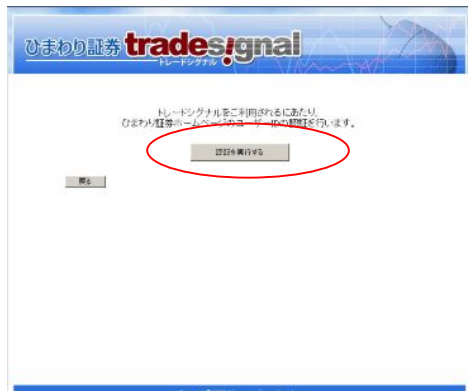 ひまわり証券 tradesignal
トレードシグナル
トレードシグナルをご利用されるにあたり、
ひまわり証券ホームページのユーザーIDの認証を行います。
認証を実行する
戻る